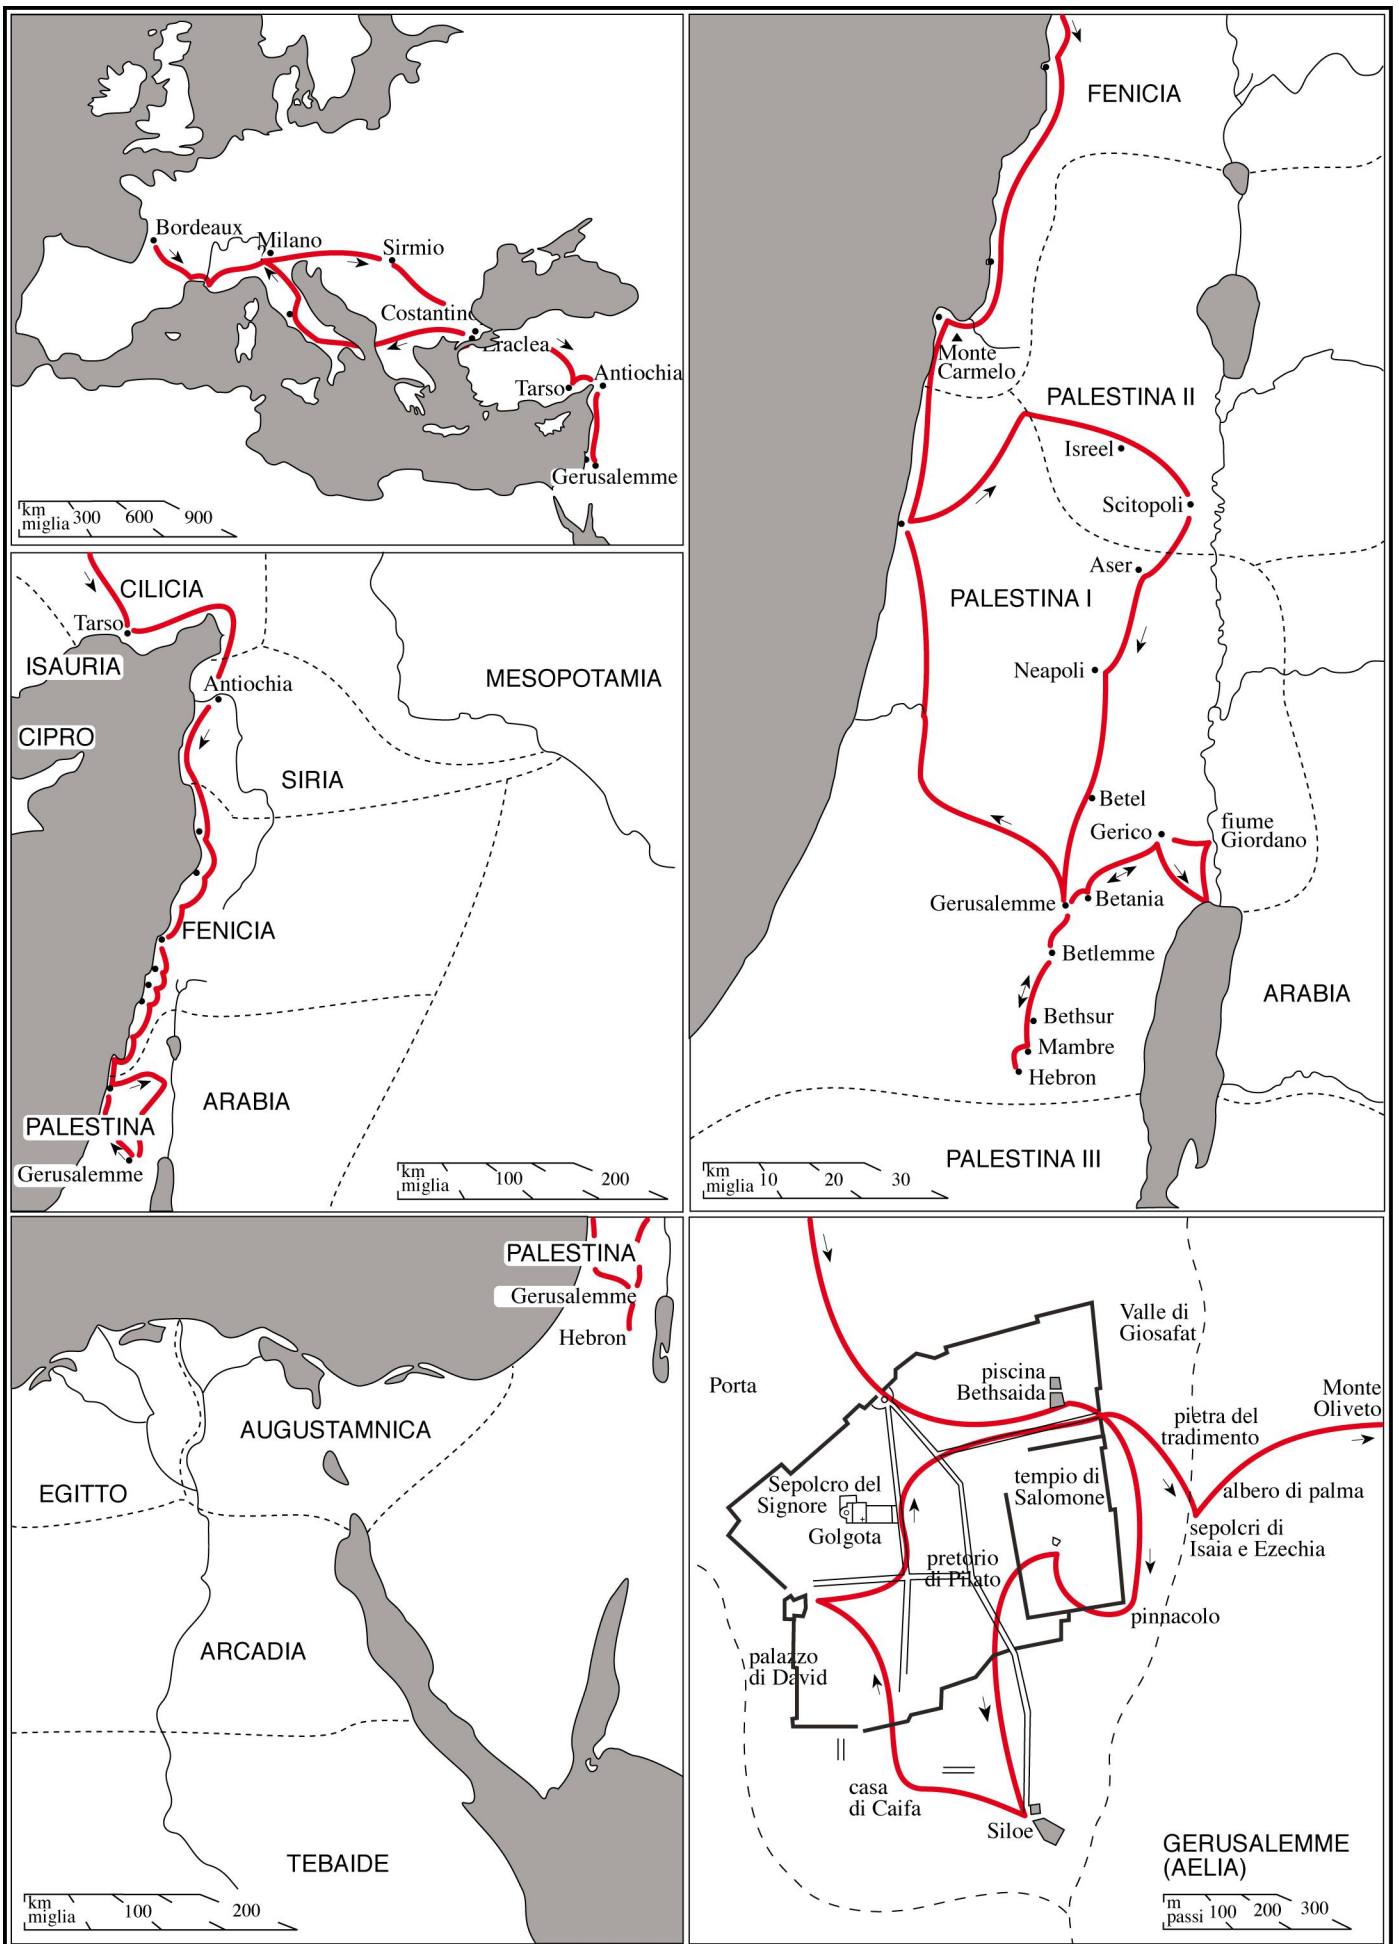 Bordeaux
Milano
Sirmio
Costantino
Eraclea
Antiochia
Tarso
Gerusalemme
km
miglia 300 600 900
CILICIA
Tarso
ISAURIA
Antiochia
MESOPOTAMIA
CIPRO
SIRIA
FENICIA
ARABIA
PALESTINA
Gerusalemme
km
miglia 100 200
PALESTINA
Gerusalemme
Hebron
AUGUSTAMNICA
EGITTO
ARCADIA
TEBAIDE
km
miglia 100 200
FENICIA
Monte
Carmelo
PALESTINA II
Isreel
Scitopoli
Aser
PALESTINA I
Neapoli
Betel
Gerico
fiume
Giordano
Gerusalemme
Betania
Betlemme
ARABIA
Bethsur
Mambre
Hebron
PALESTINA III
km
miglia 10 20 30
Valle di
Giosafat
Porta
piscina
Bethsaida
Monte
Oliveto
pietra del
tradimento
Sepolcro del
Signore
Golgota
tempio di
Salomone
albero di palma
sepolcri di
Isaia e Ezechia
pretorio
di Pilato
pinnacolo
palazzo
di David
casa
di Caifa
Siloe
GERUSALEMME
(AELIA)
m
passi 100 200 300